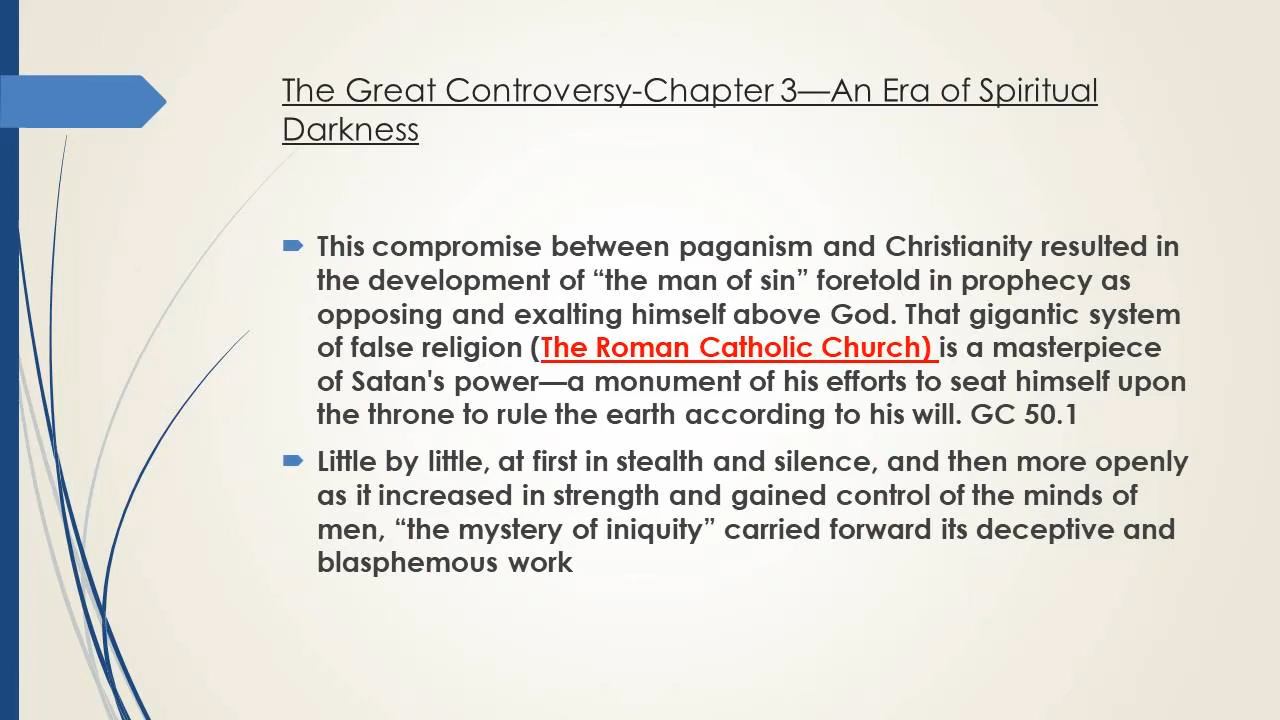 The Great Controversy-Chapter 3—An Era of Spiritual
Darkness
This compromise between paganism and Christianity resulted in
the development of “the man of sin” foretold in prophecy as
opposing and exalting himself above God. That gigantic system
of false religion (The Roman Catholic Church) is a masterpiece
of Satan's power—a monument of his efforts to seat himself upon
the throne to rule the earth according to his will. GC 50.1
Little by little, at first in stealth and silence, and then more openly
as it increased in strength and gained control of the minds of
men, “the mystery of iniquity” carried forward its deceptive and
blasphemous work